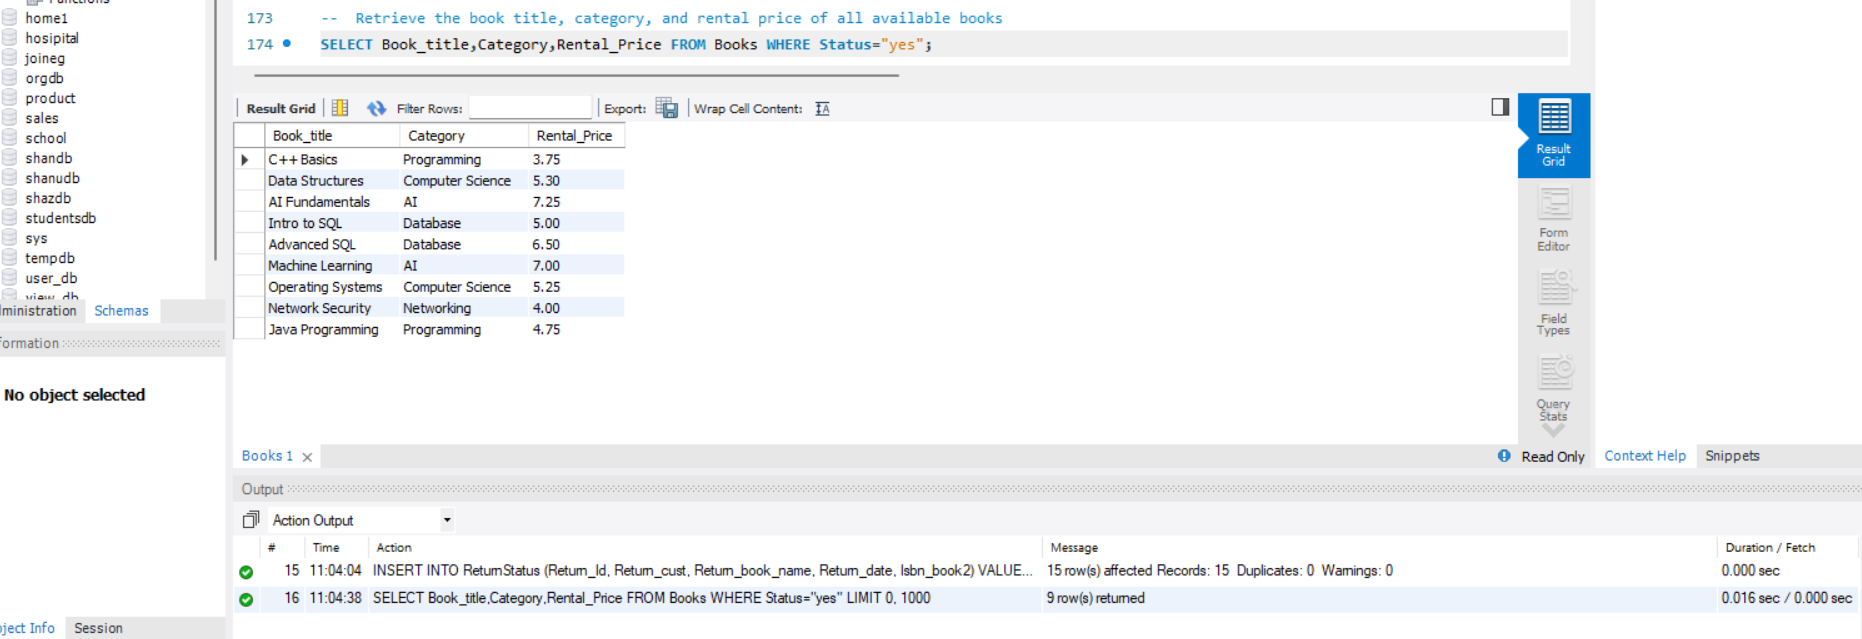 Functions
home1
hosipital
joineg
orgdb
product
sales
school
shandb
shanudb
shazdb
studentsdb
sys
tempdb
user_db
view_db
ministration Schemas
formation
No object selected
ject Info Session
173 -- Retrieve the book title, category, and rental price of all available books
174 SELECT Book_title,Category,Rental_Price FROM Books WHERE Status="yes";
Result Grid Filter Rows: Export: Wrap Cell Content:
Book_title Category Rental_Price
C++ Basics Programming 3.75
Data Structures Computer Science 5.30
AI Fundamentals AI 7.25
Intro to SQL Database 5.00
Advanced SQL Database 6.50
Machine Learning AI 7.00
Operating Systems Computer Science 5.25
Network Security Networking 4.00
Java Programming Programming 4.75
Result
Grid
Form
Editor
Field
Types
Query
Stats
Books 1 Read Only Context Help Snippets
Output
Action Output
# Time Action Message Duration / Fetch
15 11:04:04 INSERT INTO ReturnStatus (Return_Id, Return_cust, Return_book_name, Return_date, Isbn_book2) VALUE... 15 row(s) affected Records: 15 Duplicates: 0 Warnings: 0 0.000 sec
16 11:04:38 SELECT Book_title,Category,Rental_Price FROM Books WHERE Status="yes" LIMIT 0, 1000 9 row(s) returned 0.016 sec / 0.000 sec